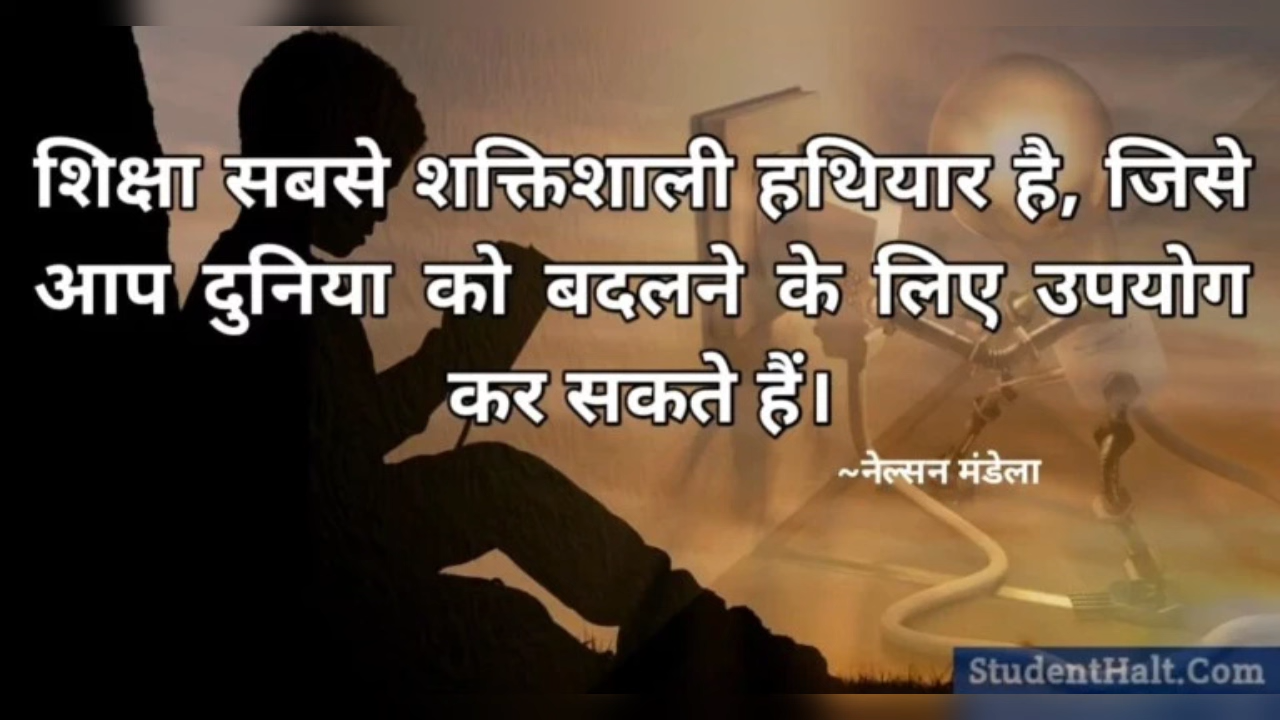 शिक्षा सबसे शक्तिशाली हथियार है, जिसे
आप दुनिया को बदलने के लिए उपयोग
कर सकते हैं।
~नेल्सन मंडेला
StudentHalt.Com